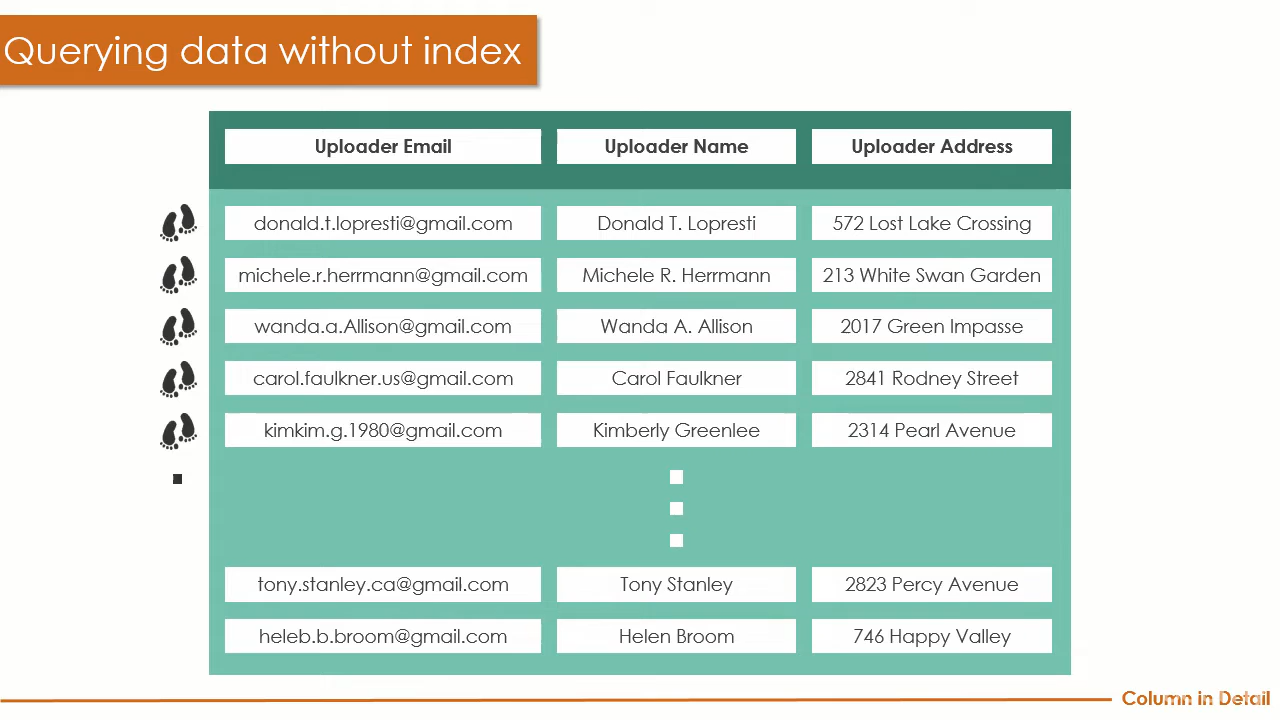 Querying data without index
Uploader Email Uploader Name Uploader Address
donald.t.lopresti@gmail.com Donald T. Lopresti 572 Lost Lake Crossing
michele.r.herrmann@gmail.com Michele R. Herrmann 213 White Swan Garden
wanda.a.Allison@gmail.com Wanda A. Allison 2017 Green Impasse
carol.faulkner.us@gmail.com Carol Faulkner 2841 Rodney Street
kimkim.g.1980@gmail.com Kimberly Greenlee 2314 Pearl Avenue
tony.stanley.ca@gmail.com Tony Stanley 2823 Percy Avenue
heleb.b.broom@gmail.com Helen Broom 746 Happy Valley
Column in Detail